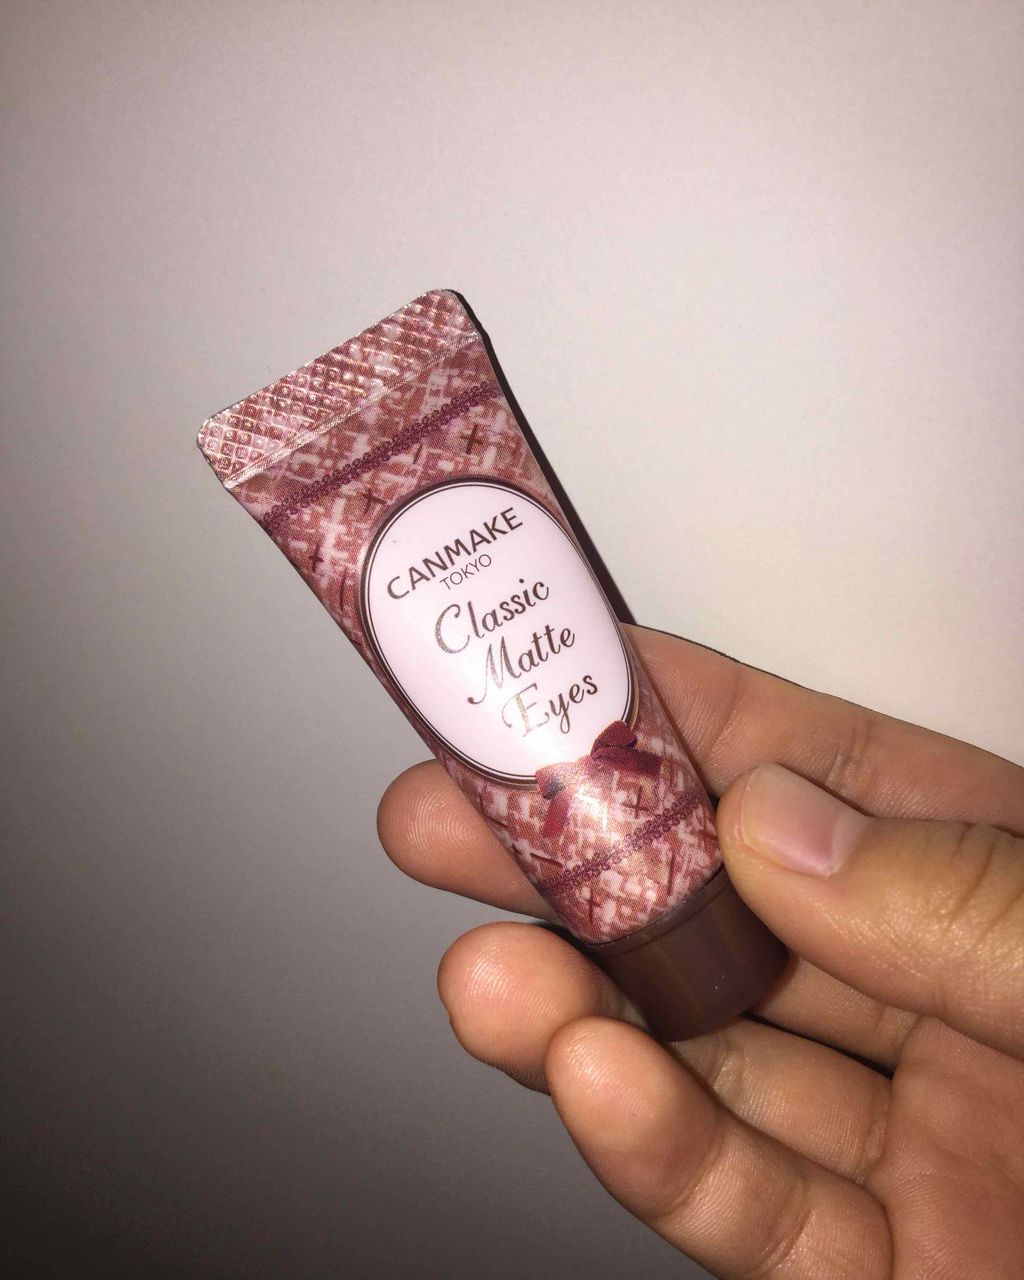 CANMAKE
TOKYO
Classic
Matte
Eyes